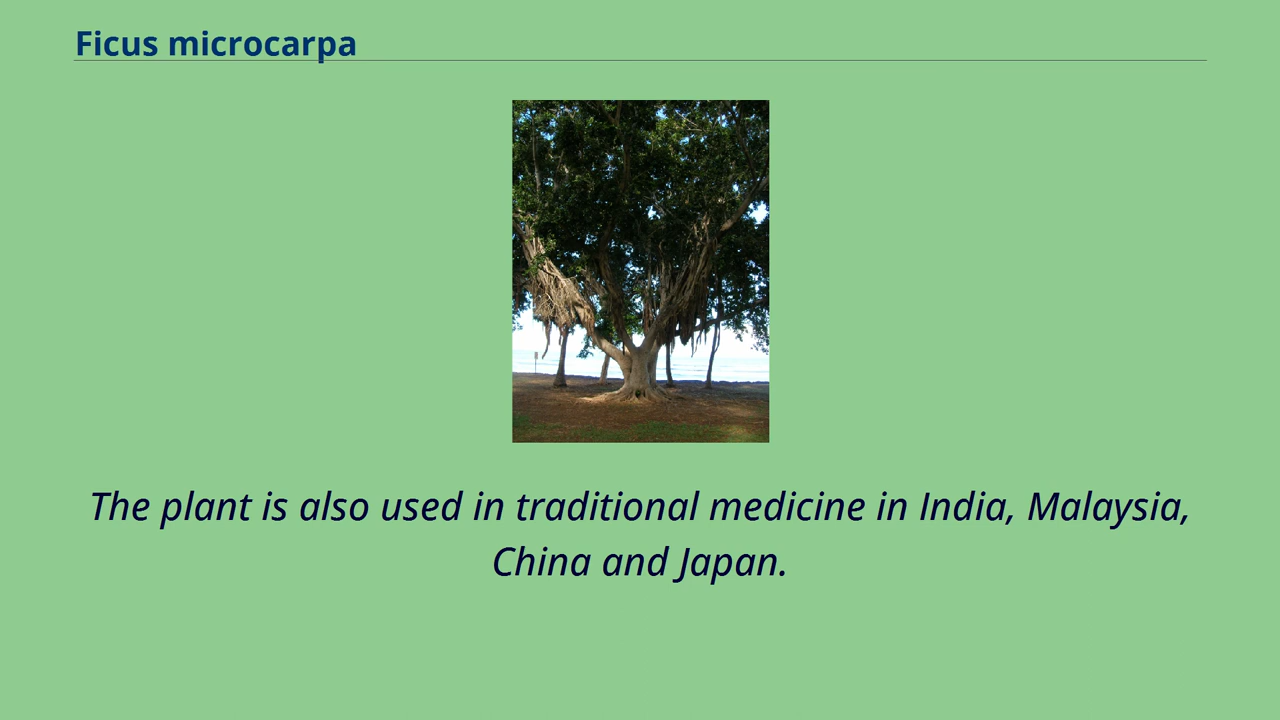 Ficus microcarpa
The plant is also used in traditional medicine in India, Malaysia,
China and Japan.